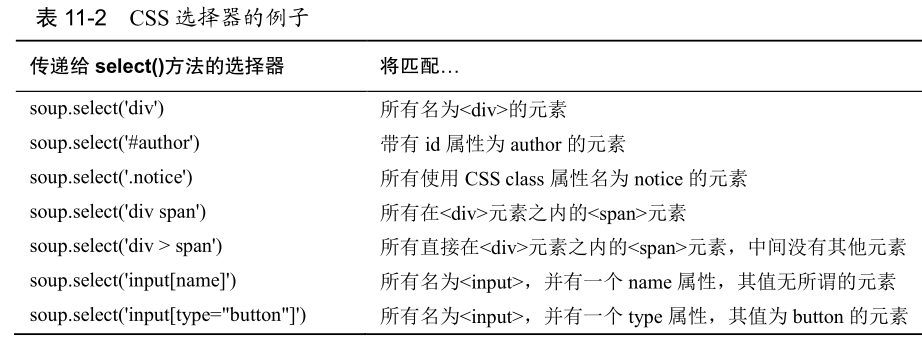 表 11-2 CSS 选择器的例子
传递给 select()方法的选择器 将匹配…
soup.select('div') 所有名为<div>的元素
soup.select('#author') 带有 id 属性为 author 的元素
soup.select('.notice') 所有使用 CSS class 属性名为 notice 的元素
soup.select('div span') 所有在<div>元素之内的<span>元素
soup.select('div > span') 所有直接在<div>元素之内的<span>元素，中间没有其他元素
soup.select('input[name]') 所有名为<input>，并有一个 name 属性，其值无所谓的元素
soup.select('input[type="button"]') 所有名为<input>，并有一个 type 属性，其值为 button 的元素